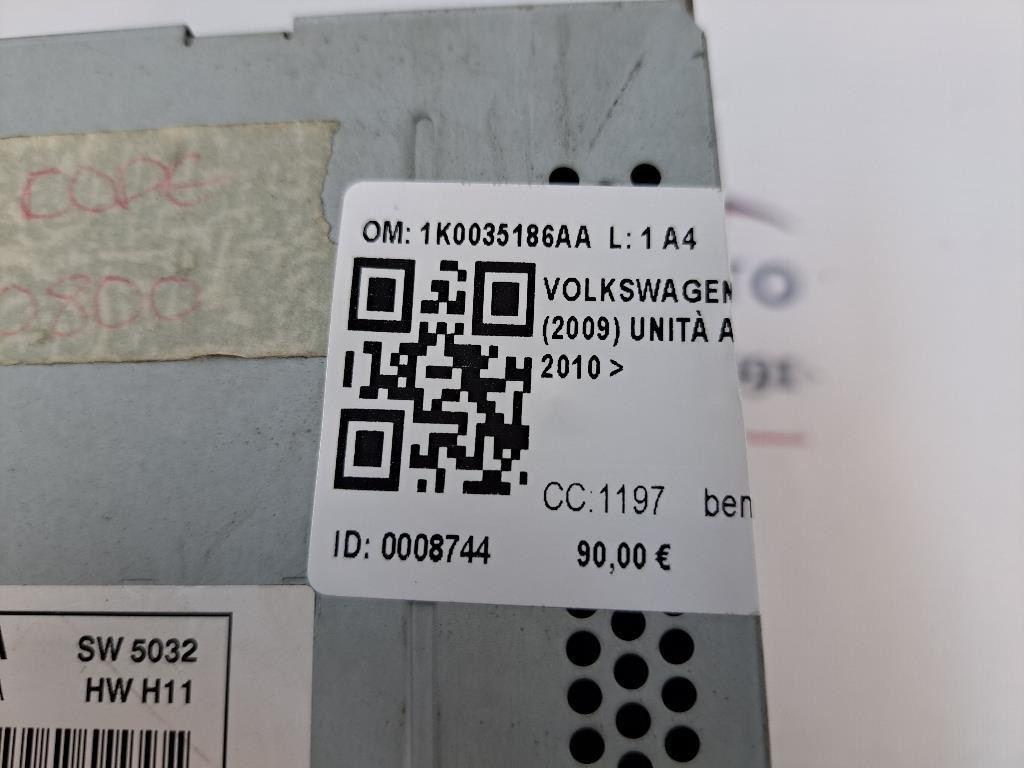 CODE
0800
OM: 1K0035186AA L: 1 A4
VOLKSWAGEN
(2009) UNITÀ A
2010 >
CC:1197 ben
ID: 0008744 90,00 €
SW 5032
HW H11